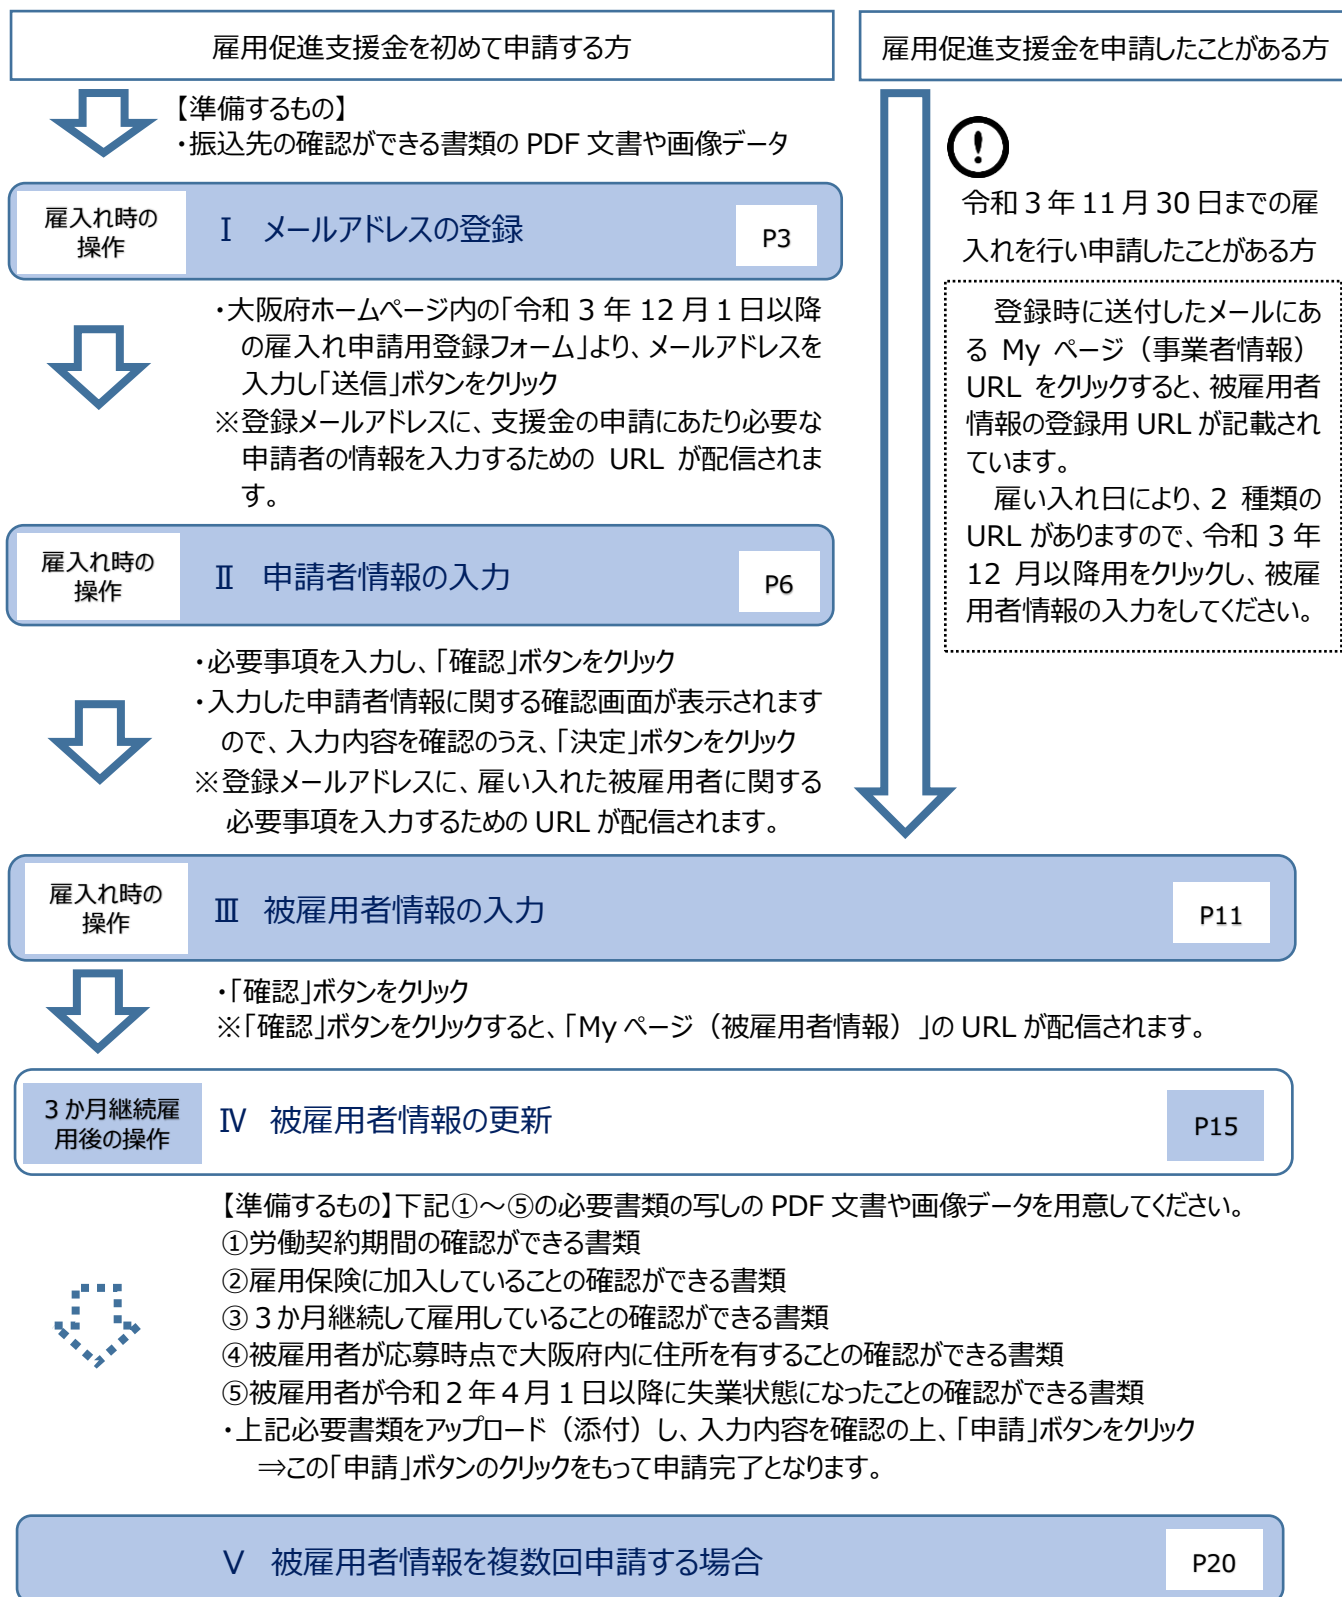 雇用促進支援金を初めて申請する方
【準備するもの】
・振込先の確認ができる書類の PDF 文書や画像データ
雇入れ時の
操作
Ⅰ メールアドレスの登録
P3
・大阪府ホームページ内の「令和 3 年 12 月 1 日以降
の雇入れ申請用登録フォーム」より、メールアドレスを
入力し「送信」ボタンをクリック
※登録メールアドレスに、支援金の申請にあたり必要な
申請者の情報を入力するための URL が配信されま
す。
雇入れ時の
操作
Ⅱ 申請者情報の入力
P6
・必要事項を入力し、「確認」ボタンをクリック
・入力した申請者情報に関する確認画面が表示されます
ので、入力内容を確認のうえ、「決定」ボタンをクリック
※登録メールアドレスに、雇い入れた被雇用者に関する
必要事項を入力するための URL が配信されます。
雇用促進支援金を申請したことがある方
令和 3 年 11 月 30 日までの雇
入れを行い申請したことがある方
登録時に送付したメールにあ
る My ページ（事業者情報）
URL をクリックすると、被雇用者
情報の登録用 URL が記載され
ています。
雇い入れ日により、2 種類の
URL がありますので、令和 3 年
12 月以降用をクリックし、被雇
用者情報の入力をしてください。
雇入れ時の
操作
Ⅲ 被雇用者情報の入力
P11
・「確認」ボタンをクリック
※「確認」ボタンをクリックすると、「My ページ（被雇用者情報）」の URL が配信されます。
3 か月継続雇
用後の操作
Ⅳ 被雇用者情報の更新
P15
【準備するもの】下記①～⑤の必要書類の写しの PDF 文書や画像データを用意してください。
①労働契約期間の確認ができる書類
②雇用保険に加入していることの確認ができる書類
③３か月継続して雇用していることの確認ができる書類
④被雇用者が応募時点で大阪府内に住所を有することの確認ができる書類
⑤被雇用者が令和２年４月１日以降に失業状態になったことの確認ができる書類
・上記必要書類をアップロード（添付）し、入力内容を確認の上、「申請」ボタンをクリック
⇒この「申請」ボタンのクリックをもって申請完了となります。
Ⅴ 被雇用者情報を複数回申請する場合
P20